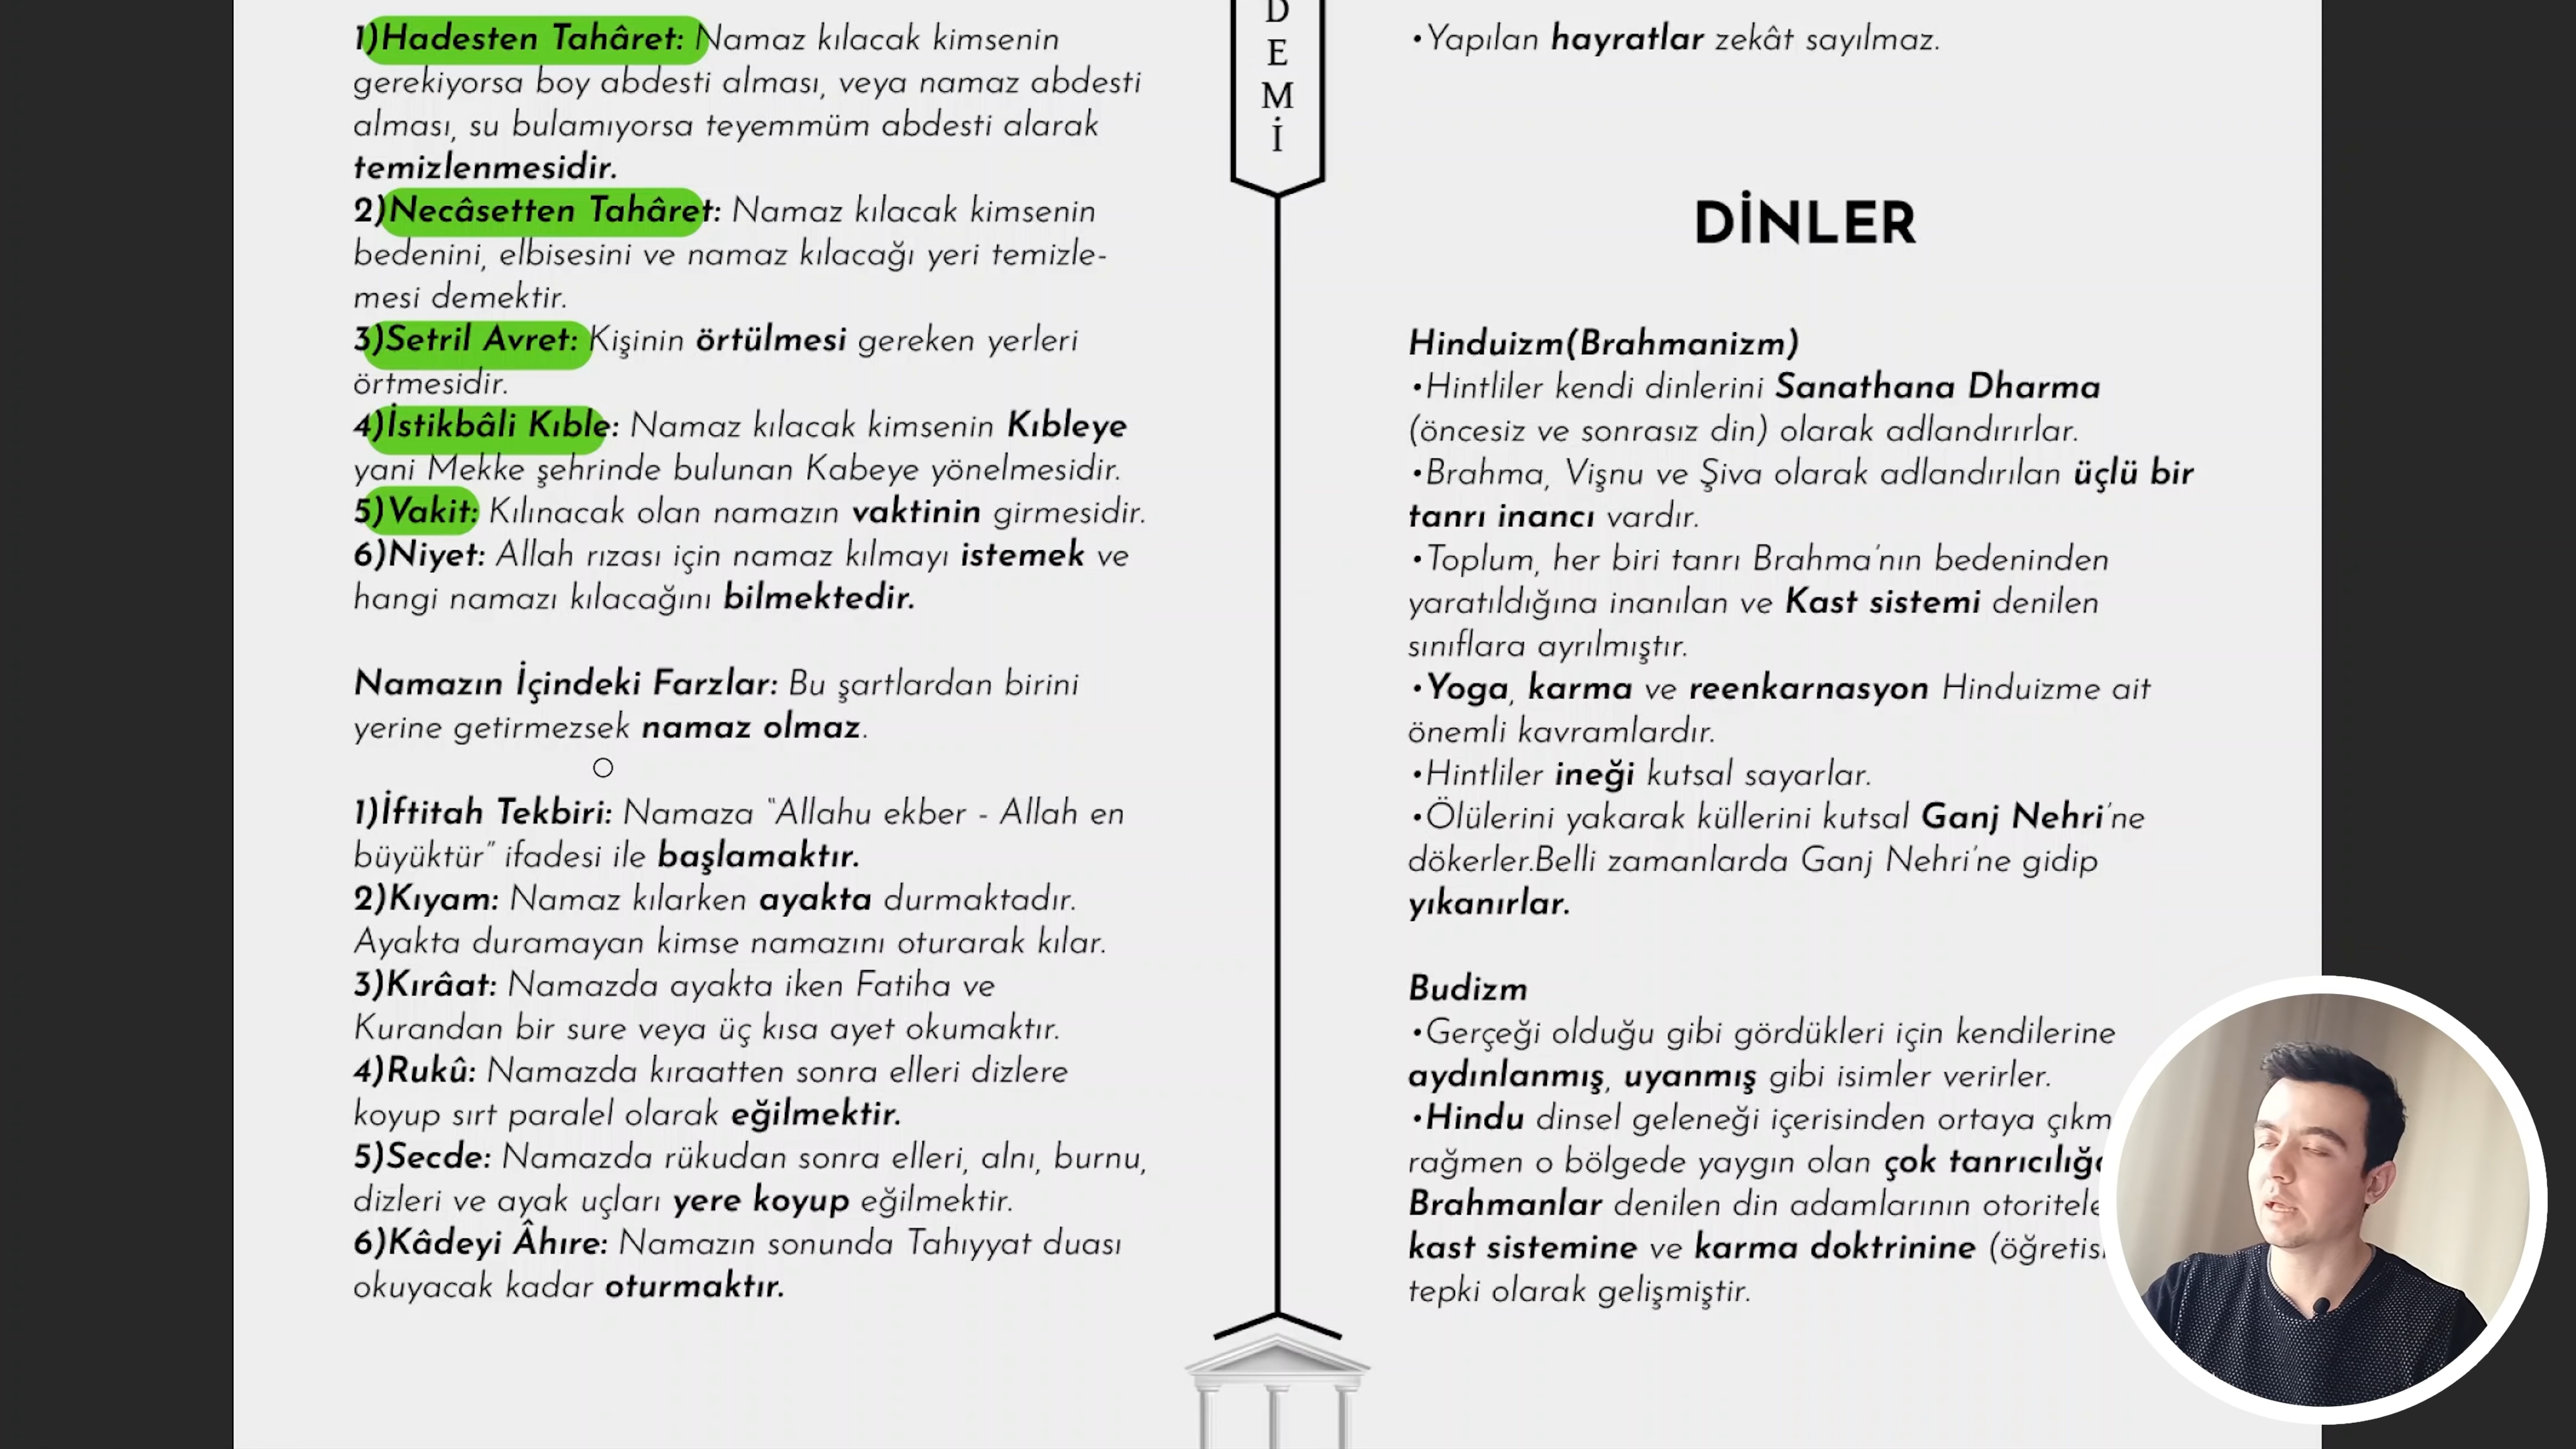 1)Hadesten Tahâret: Namaz kılacak kimsenin
gerekiyorsa boy abdesti alması, veya namaz abdesti
alması, su bulamıyorsa teyemmüm abdesti alarak
temizlenmesidir.
2)Necâsetten Tahâret: Namaz kılacak kimsenin
bedenini, elbisesini ve namaz kılacağı yeri temizle-
mesi demektir.
3)Setril Avret: Kişinin örtülmesi gereken yerleri
örtmesidir.
4)İstikbâli Kıble: Namaz kılacak kimsenin Kıbleye
yani Mekke şehrinde bulunan Kabeye yönelmesidir.
5)Vakit: Kılınacak olan namazın vaktinin girmesidir.
6)Niyet: Allah rızası için namaz kılmayı istemek ve
hangi namazı kılacağını bilmektedir.
Namazın İçindeki Farzlar: Bu şartlardan birini
yerine getirmezsek namaz olmaz.
1)İftitah Tekbiri: Namaza “Allahu ekber - Allah en
büyüktür” ifadesi ile başlamaktır.
2)Kıyam: Namaz kılarken ayakta durmaktadır.
Ayakta duramayan kimse namazını oturarak kılar.
3)Kırâat: Namazda ayakta iken Fatiha ve
Kurandan bir sure veya üç kısa ayet okumaktır.
4)Rukû: Namazda kıraatten sonra elleri dizlere
koyup sırt paralel olarak eğilmektir.
5)Secde: Namazda rükudan sonra elleri, alnı, burnu,
dizleri ve ayak uçları yere koyup eğilmektir.
6)Kâdeyi Âhıre: Namazın sonunda Tahıyyat duası
okuyacak kadar oturmaktır.
D
E
M
İ
•Yapılan hayratlar zekât sayılmaz.
DİNLER
Hinduizm(Brahmanizm)
•Hintliler kendi dinlerini Sanathana Dharma
(öncesiz ve sonrasız din) olarak adlandırırlar.
•Brahma, Vişnu ve Şiva olarak adlandırılan üçlü bir
tanrı inancı vardır.
•Toplum, her biri tanrı Brahma’nın bedeninden
yaratıldığına inanılan ve Kast sistemi denilen
sınıflara ayrılmıştır.
•Yoga, karma ve reenkarnasyon Hinduizme ait
önemli kavramlardır.
•Hintliler ineği kutsal sayarlar.
•Ölülerini yakarak küllerini kutsal Ganj Nehri’ne
dökerler.Belli zamanlarda Ganj Nehri’ne gidip
yıkanırlar.
Budizm
•Gerçeği olduğu gibi gördükleri için kendilerine
aydınlanmış, uyanmış gibi isimler verirler.
•Hindu dinsel geleneği içerisinden ortaya
rağmen o bölgede yaygın olan çok
Brahmanlar denilen din adamlarının
kast sistemine ve karma doktrinine
tepki olarak gelişmiştir.